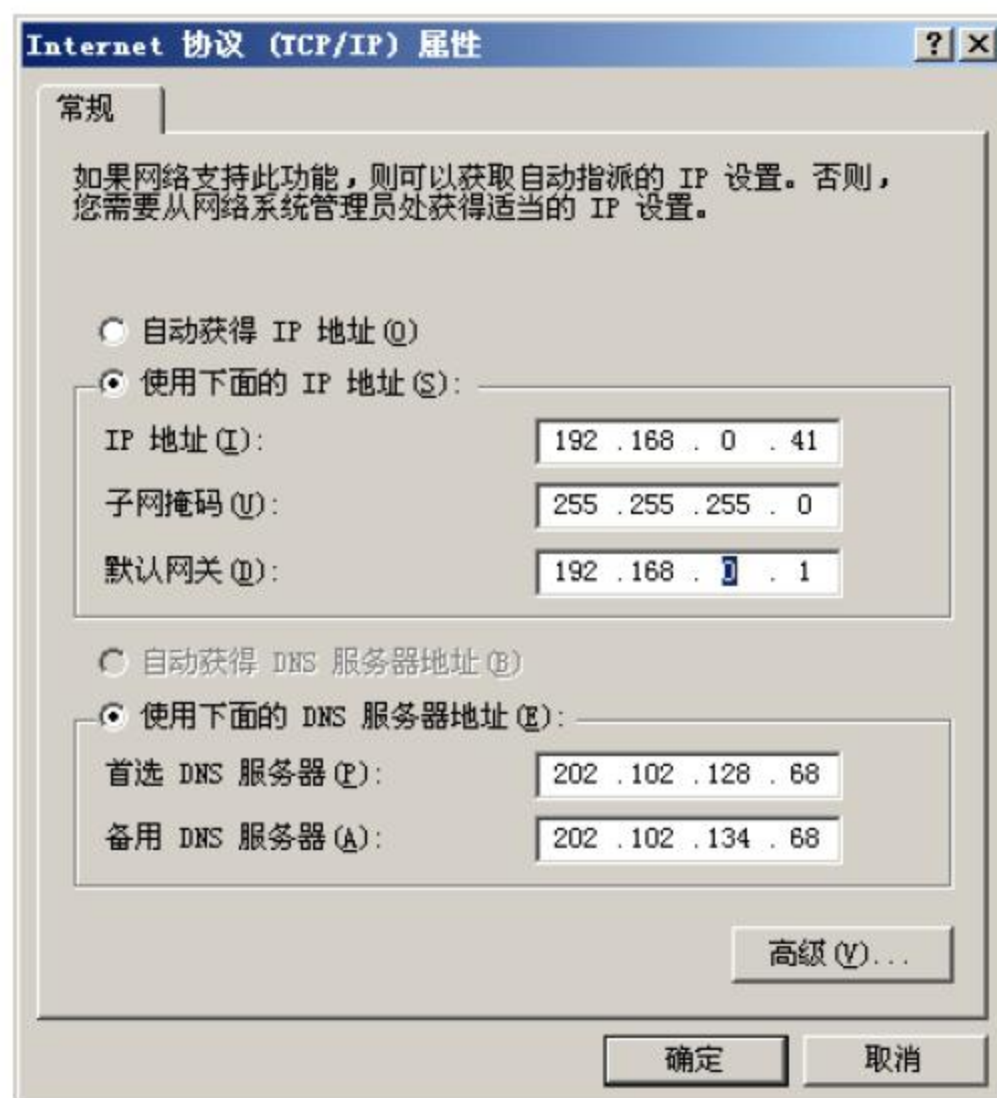 Internet 协议 (TCP/IP) 属性
常规
如果网络支持此功能，则可以获取自动指派的 IP 设置。否则，
您需要从网络系统管理员处获得适当的 IP 设置。
自动获得 IP 地址(O)
使用下面的 IP 地址(S):
IP 地址(I): 192 .168 . 0 . 41
子网掩码(U): 255 .255 .255 . 0
默认网关(D): 192 .168 . 0 . 1
自动获得 DNS 服务器地址(B)
使用下面的 DNS 服务器地址(E):
首选 DNS 服务器(P): 202 .102 .128 . 68
备用 DNS 服务器(A): 202 .102 .134 . 68
高级(V)...
确定 取消